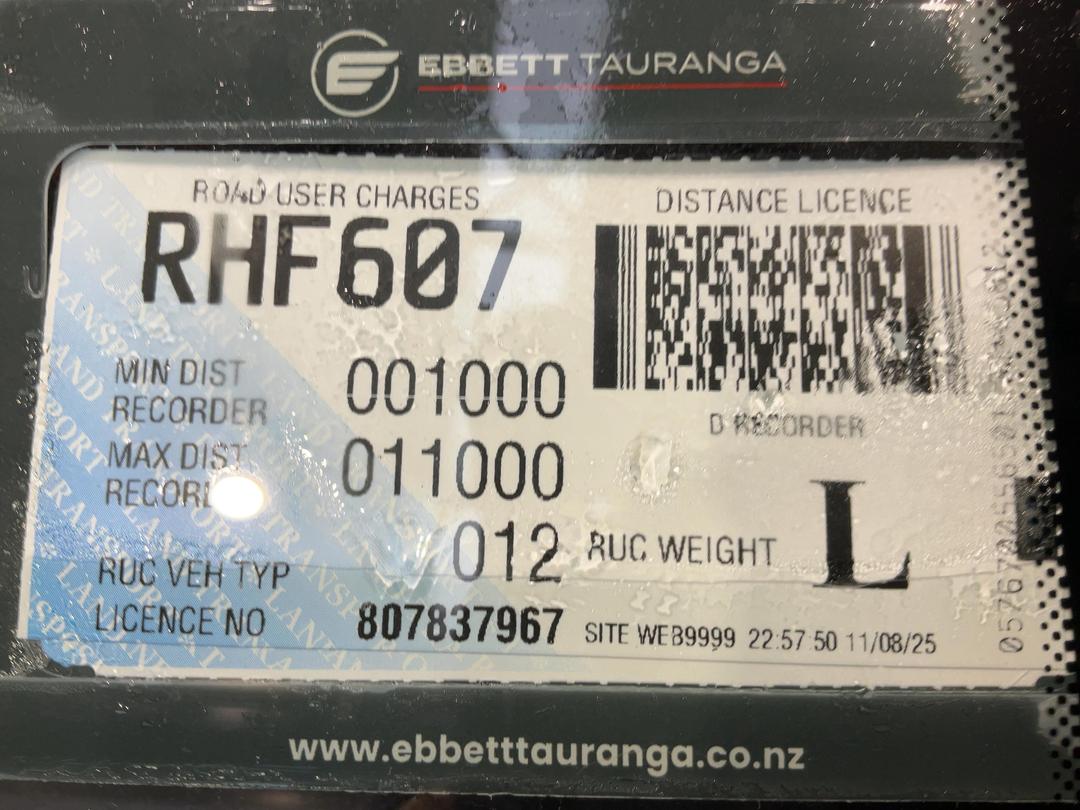 EBBETT TAURANGA
ROAD USER CHARGES
DISTANCE LICENCE
RHF607
MIN DIST RECORDER 001000
D RECORDER
MAX DIST RECORD 011000
RUC VEH TYP 012
RUC WEIGHT L
LICENCE NO 807837967
SITE WEB9999 22:57:50 11/08/25
www.ebbetttauranga.co.nz